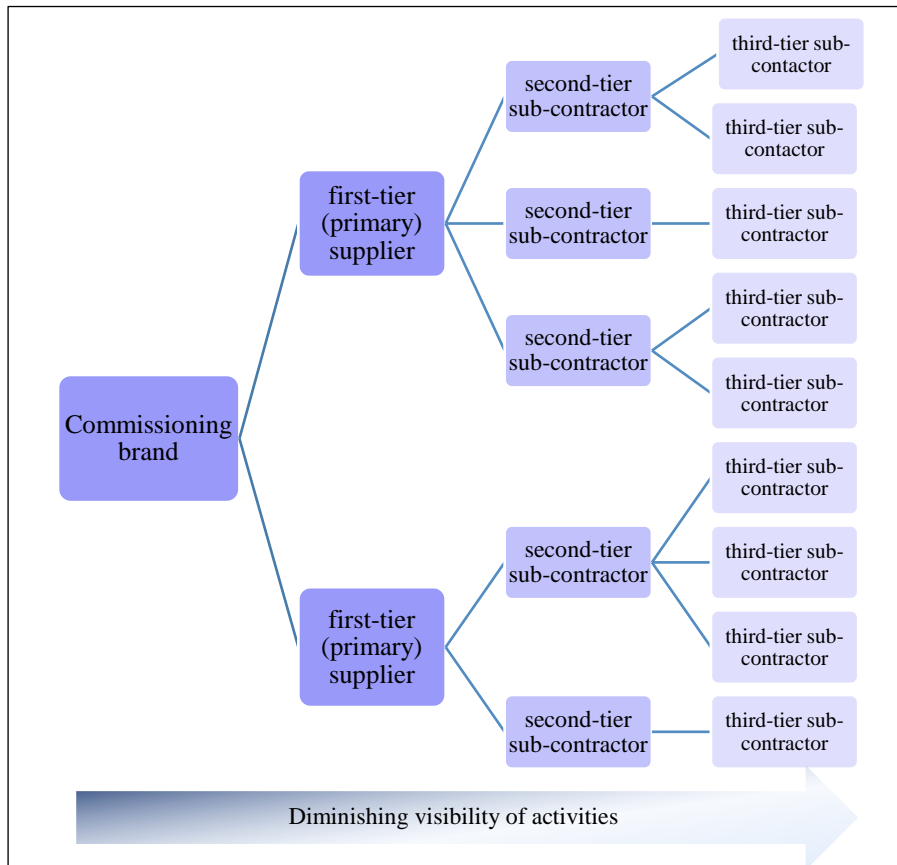 third-tier sub-
contactor
second-tier
sub-contractor
third-tier sub-
contactor
first-tier
(primary)
supplier
second-tier
sub-contractor
third-tier sub-
contractor
third-tier sub-
contractor
second-tier
sub-contractor
third-tier sub-
contractor
Commissioning
brand
third-tier sub-
contractor
second-tier
sub-contractor
third-tier sub-
contractor
first-tier
(primary)
supplier
third-tier sub-
contractor
second-tier
sub-contractor
third-tier sub-
contractor
Diminishing visibility of activities